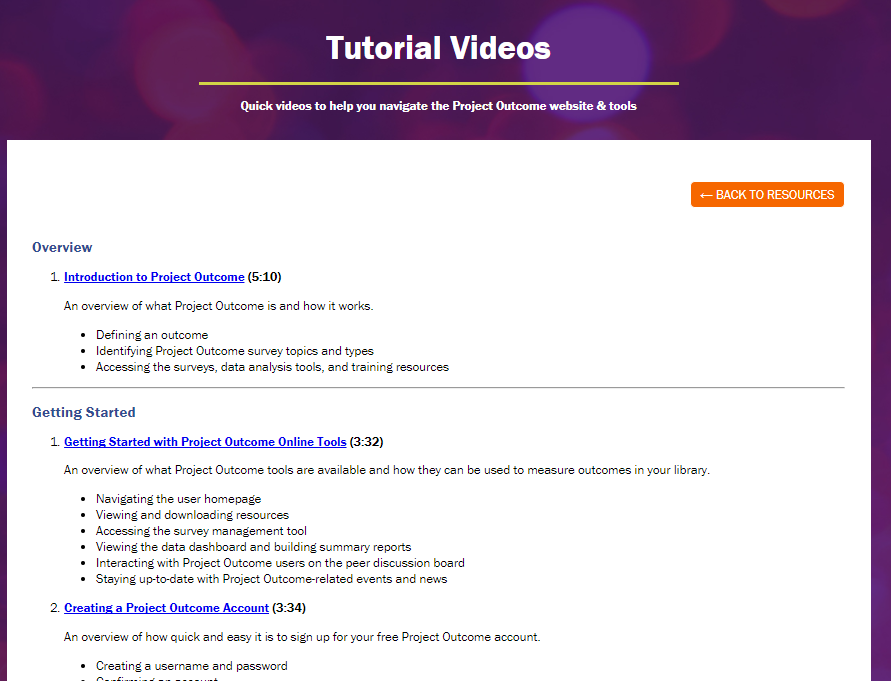 Tutorial Videos
Quick videos to help you navigate the Project Outcome website & tools
← BACK TO RESOURCES
Overview
1. Introduction to Project Outcome (5:10)
An overview of what Project Outcome is and how it works.
• Defining an outcome
• Identifying Project Outcome survey topics and types
• Accessing the surveys, data analysis tools, and training resources
Getting Started
1. Getting Started with Project Outcome Online Tools (3:32)
An overview of what Project Outcome tools are available and how they can be used to measure outcomes in your library.
• Navigating the user homepage
• Viewing and downloading resources
• Accessing the survey management tool
• Viewing the data dashboard and building summary reports
• Interacting with Project Outcome users on the peer discussion board
• Staying up-to-date with Project Outcome-related events and news
2. Creating a Project Outcome Account (3:34)
An overview of how quick and easy it is to sign up for your free Project Outcome account.
• Creating a username and password
• Confirming an account